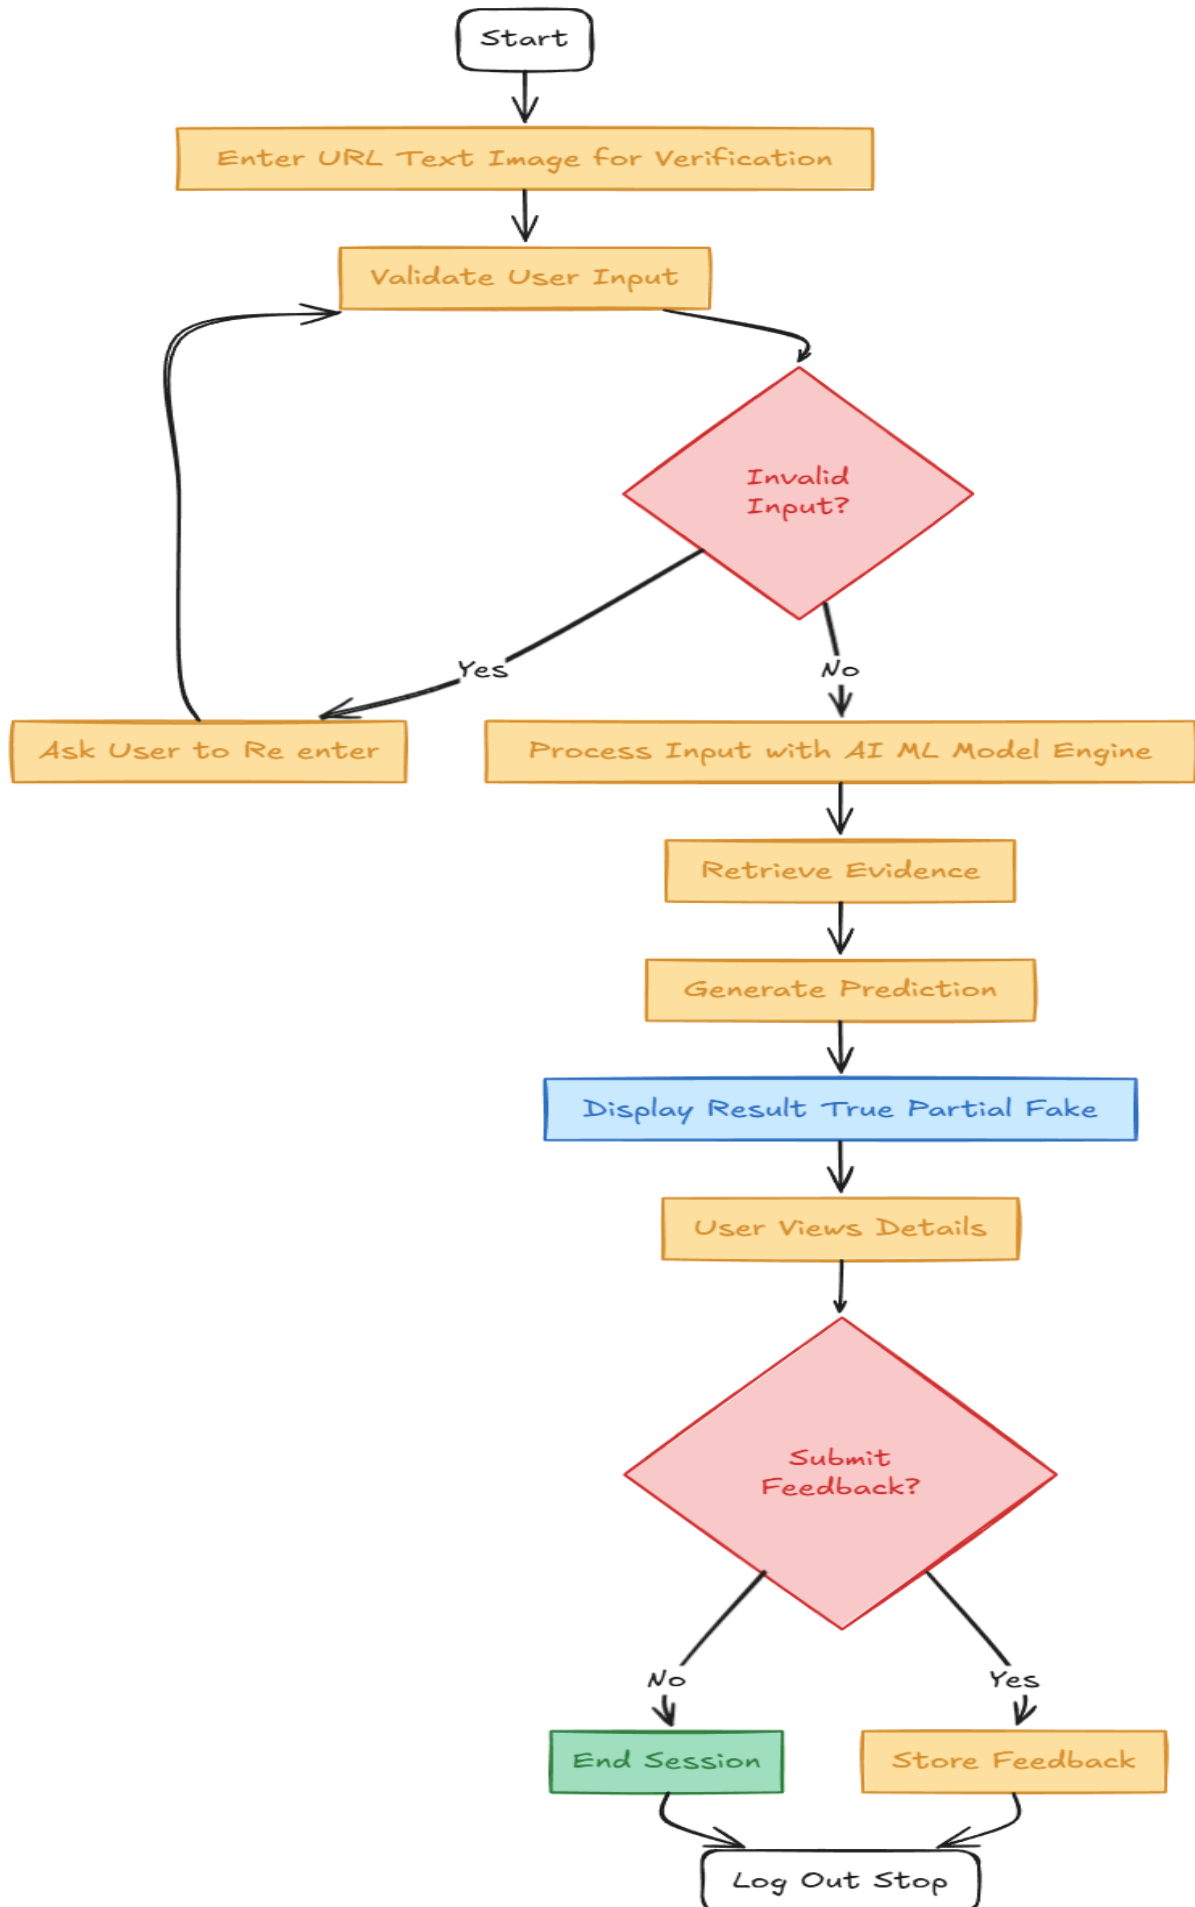 Start
Enter URL Text Image for Verification
Validate User Input
Invalid
Input?
Yes
No
Ask User to Re enter
Process Input with AI ML Model Engine
Retrieve Evidence
Generate Prediction
Display Result True Partial Fake
User Views Details
Submit
Feedback?
No
Yes
End Session
Store Feedback
Log Out Stop